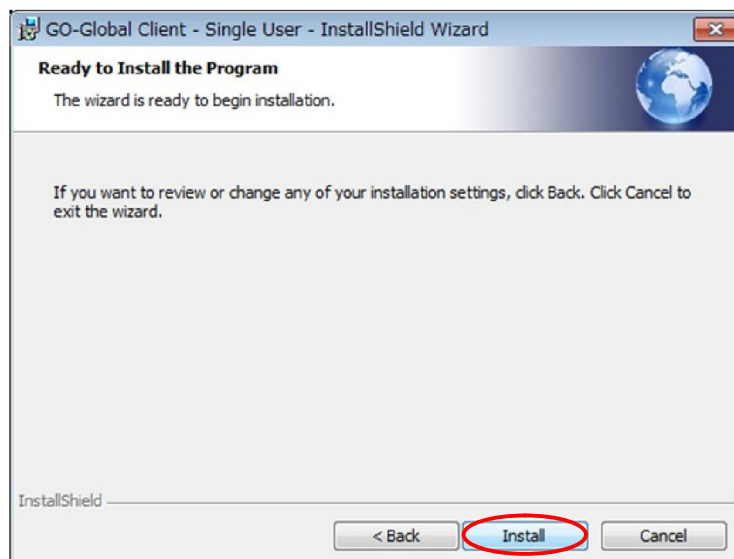 GO-Global Client - Single User - InstallShield Wizard
Ready to Install the Program
The wizard is ready to begin installation.
If you want to review or change any of your installation settings, click Back. Click Cancel to
exit the wizard.
InstallShield
< Back
Install
Cancel